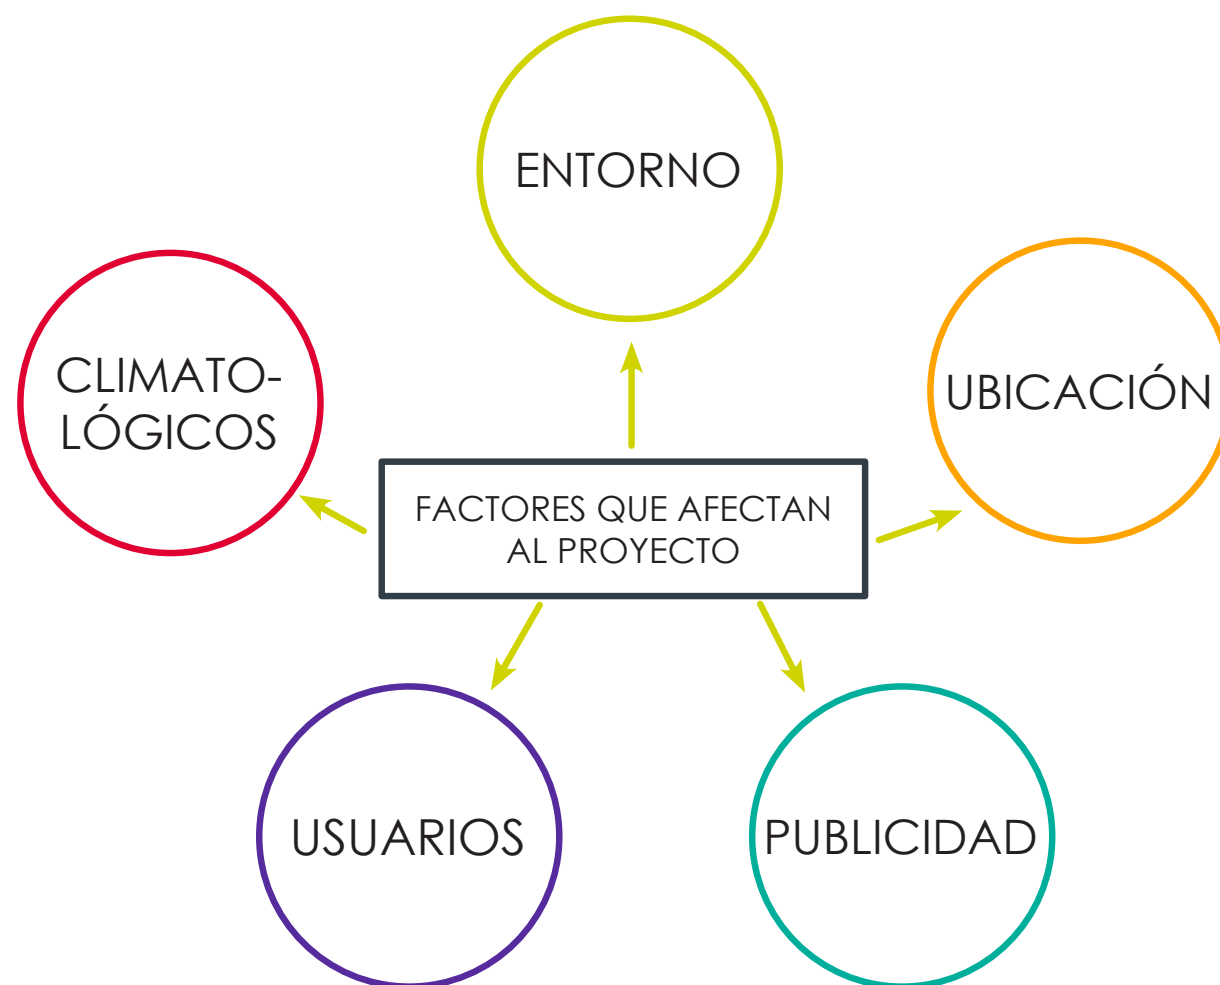 ENTORNO
CLIMATO-
LÓGICOS
UBICACIÓN
FACTORES QUE AFECTAN
AL PROYECTO
USUARIOS
PUBLICIDAD